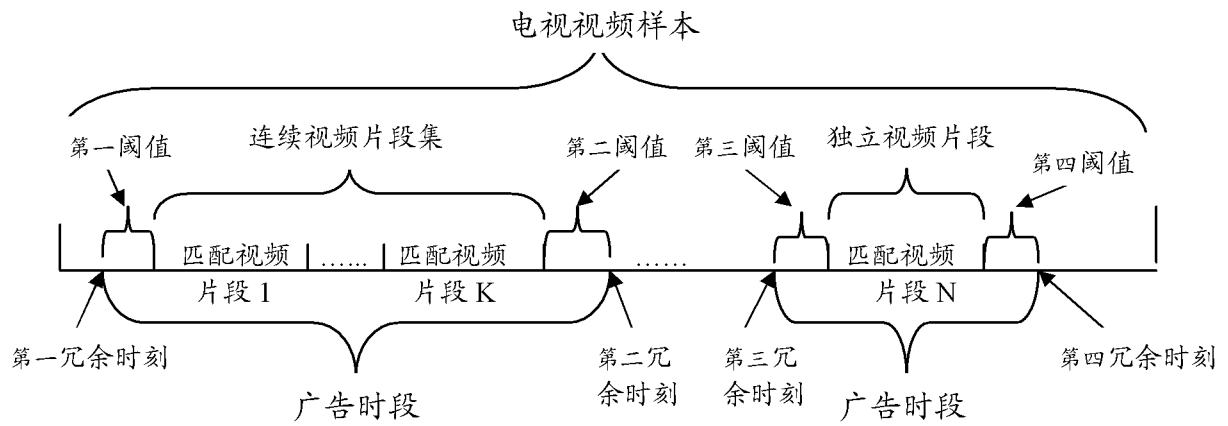 电视视频样本
第一阈值
连续视频片段集
第二阈值
第三阈值
独立视频片段
第四阈值
匹配视频
片段 1
……
匹配视频
片段 K
……
匹配视频
片段 N
第一冗余时刻
广告时段
第二冗
余时刻
第三冗
余时刻
广告时段
第四冗余时刻